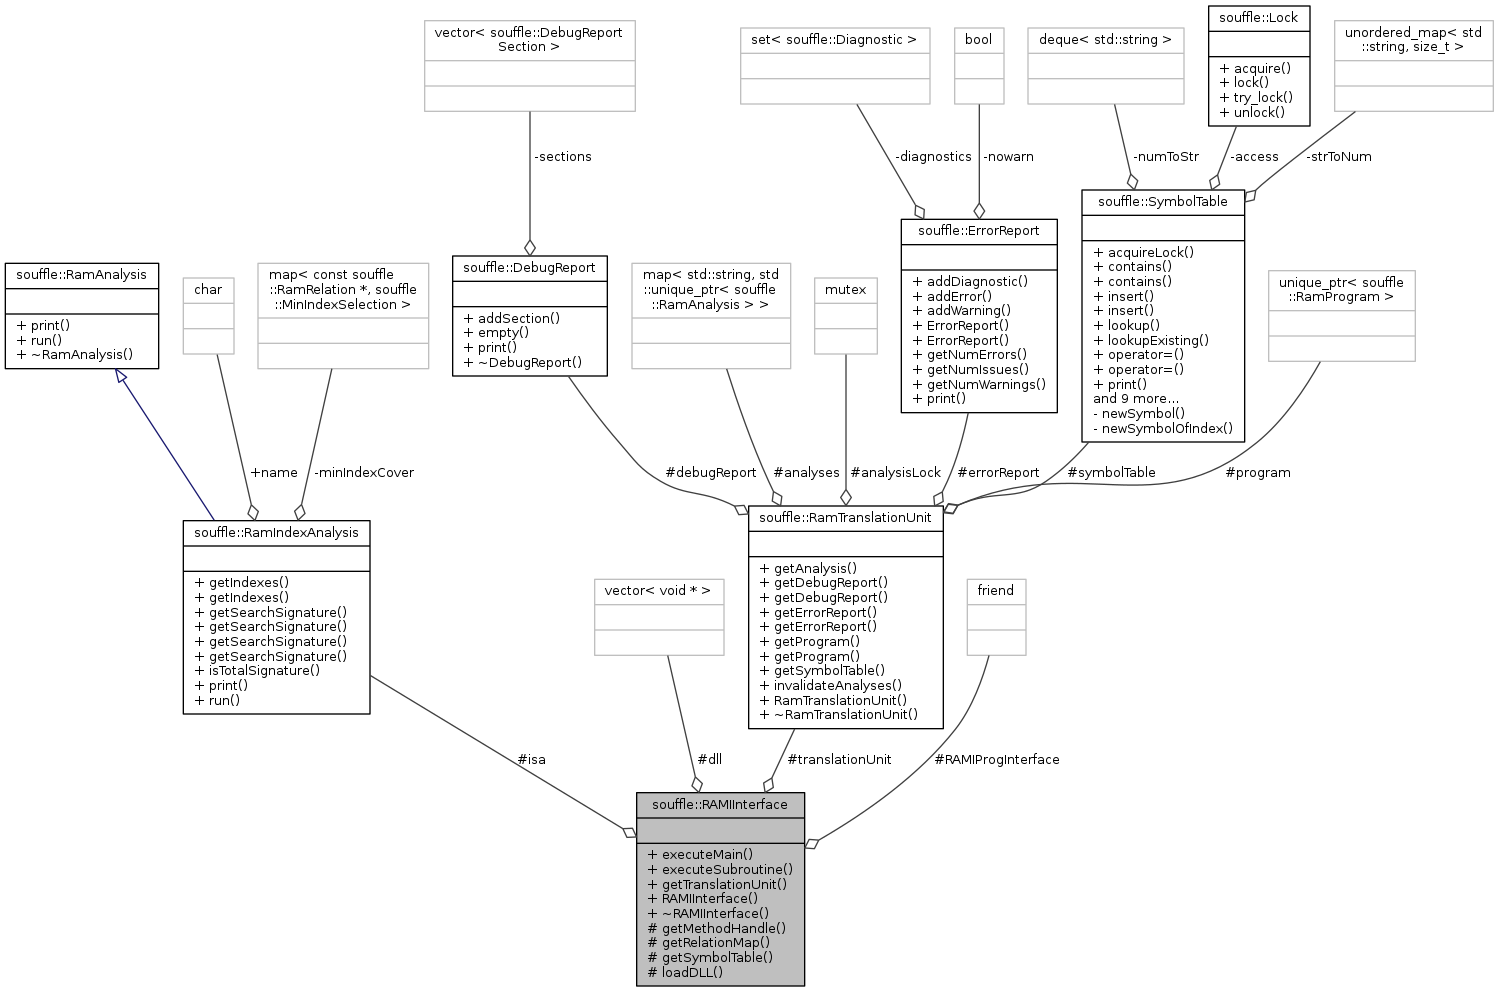 souffle::Lock
+ acquire()
+ lock()
+ try_lock()
+ unlock()
vector< souffle::DebugReport
Section >
set< souffle::Diagnostic >
bool
deque< std::string >
unordered_map< std
::string, size_t >
-sections
-diagnostics
-nowarn
-numToStr
-access
-strToNum
souffle::RamAnalysis
+ print()
+ run()
+ ~RamAnalysis()
char
map< const souffle
::RamRelation *, souffle
::MinIndexSelection >
souffle::DebugReport
+ addSection()
+ empty()
+ print()
+ ~DebugReport()
map< std::string, std
::unique_ptr< souffle
::RamAnalysis > >
mutex
souffle::ErrorReport
+ addDiagnostic()
+ addError()
+ addWarning()
+ ErrorReport()
+ ErrorReport()
+ getNumErrors()
+ getNumIssues()
+ getNumWarnings()
+ print()
souffle::SymbolTable
+ acquireLock()
+ contains()
+ contains()
+ insert()
+ insert()
+ lookup()
+ lookupExisting()
+ operator=()
+ operator=()
+ print()
and 9 more...
- newSymbol()
- newSymbolOfIndex()
unique_ptr< souffle
::RamProgram >
+name
-minIndexCover
#debugReport
#analyses
#analysisLock
#errorReport
#symbolTable
#program
souffle::RamIndexAnalysis
+ getIndexes()
+ getIndexes()
+ getSearchSignature()
+ getSearchSignature()
+ getSearchSignature()
+ getSearchSignature()
+ isTotalSignature()
+ print()
+ run()
vector< void * >
souffle::RamTranslationUnit
+ getAnalysis()
+ getDebugReport()
+ getDebugReport()
+ getErrorReport()
+ getErrorReport()
+ getProgram()
+ getProgram()
+ getSymbolTable()
+ invalidateAnalyses()
+ RamTranslationUnit()
+ ~RamTranslationUnit()
friend
#isa
#dll
#translationUnit
#RAMIProgInterface
souffle::RAMIInterface
+ executeMain()
+ executeSubroutine()
+ getTranslationUnit()
+ RAMIInterface()
+ ~RAMIInterface()
# getMethodHandle()
# getRelationMap()
# getSymbolTable()
# loadDLL()